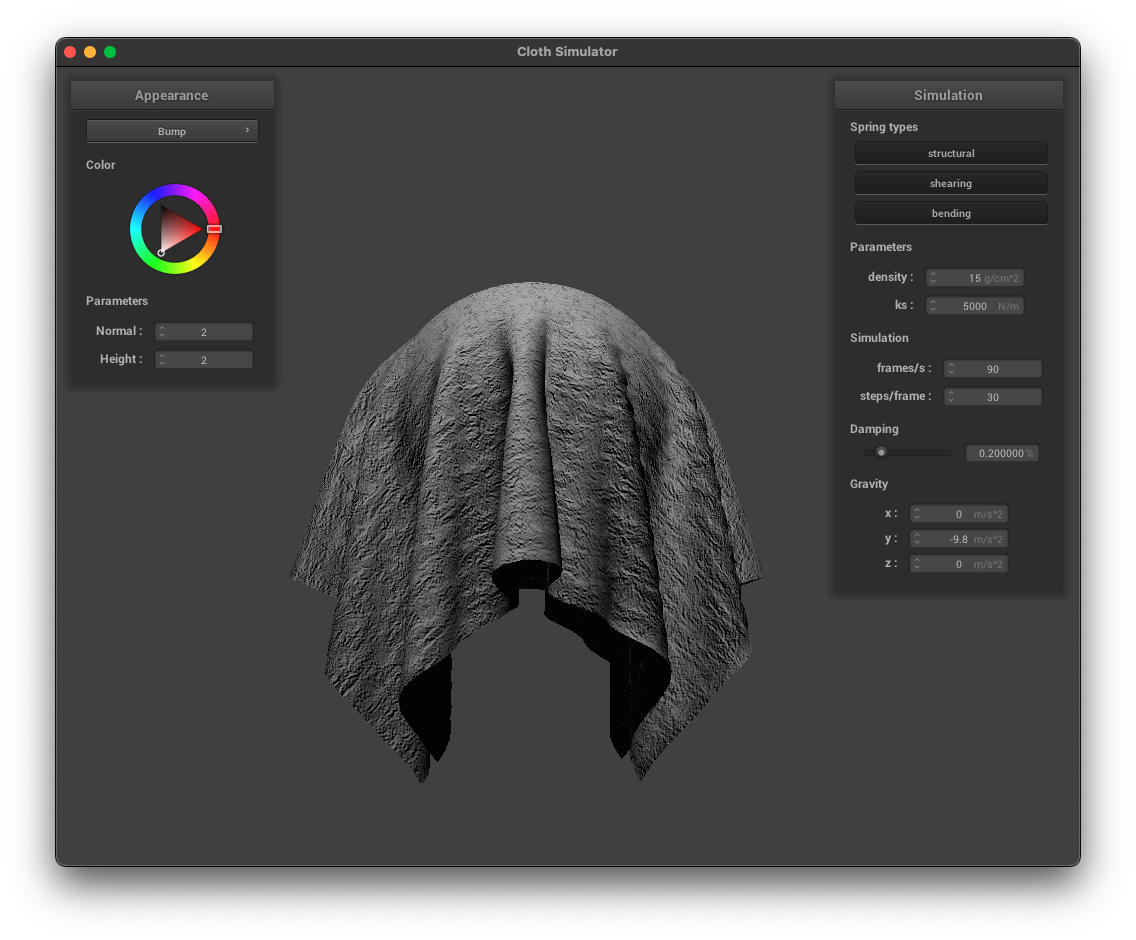 Cloth Simulator
Appearance
Bump ›
Color
Parameters
Normal : 2
Height : 2
Simulation
Spring types
structural
shearing
bending
Parameters
density : 15 g/cm^2
ks : 5000 N/m
Simulation
frames/s : 90
steps/frame : 30
Damping
0.200000 %
Gravity
x : 0 m/s^2
y : -9.8 m/s^2
z : 0 m/s^2